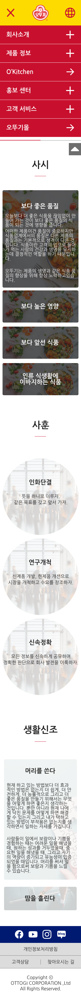 오뚜기
회사소개
제품 정보
O'Kitchen
홍보 센터
고객 서비스
오뚜기몰
사시
보다 좋은 품질
오늘보다 더 좋은 식품을 끊임없이 만
들어 가는 것이 보다 좋은 품질의 식
품이 되는 것에 영향을 줍니다.
어떠한 제품이건 품질이 중요하지만
식품업계에서의 품질은 다른 제품의
품질과는 기본적으로 성격이 다른 것
입니다. 식품이란 고객의 입으로 들어
가 먹는 사람의 건강과 생명을 유지하
는데 결정적인 역할을 하기 때문입니
다.
오뚜기는 제품의 생명과 같은 식품 품
질의 향상을 위해 항상 노력하고있습
니다.
보다 높은 영양
보다 앞선 식품
인류 식생활에
이바지하는 식품
사훈
인화단결
뜻을 하나로 이루자.
같은 목표를 갖고 앞서 가자.
연구개척
신제품 개발, 현제품 개선으로
시장을 개척하고 수요를 창조하자.
신속정확
모든 정보를 신속하게 공유하며
정확한 판단으로 회사 발전을 이룩하자.
생활신조
머리를 쓴다
현재 하고 있는 방법보다 더 효과
적인 방법은 없는지 더 쉽게, 더 안
전하게, 더 능률적으로 그리고 더
좋은 품질을 만들기 위해서는 무엇
을 어떻게 하면 좋은지 생각하는
것입니다. 뿐만 아니라 현재 나에
게 닥친 문제를 어떻게 하면 해결
할 수 있는지 그리고 내가 택하고
있는 방법이 부작용은 없는지를 생
각하면서 일하는 자세를 가집니다.
사람들이 일에서 보람이나 기쁨을
경험하는 때는 어려운 일을 해냈을
때, 원하는 성과를 거두었을때, 중
요한 일을 해냈을 때, 그리고 자기
의 역량이 증가되고 유능성이 입증
되었을 때입니다. 머리를 써서 일
을 함으로써 보람과 기쁨을 느낄
수 있습니다.
땀을 흘린다
blog
개인정보처리방침
고객상담
찾아오시는 길
Copyright ⓒ
OTTOGI CORPORATION.,Ltd
All Rights Reserved.